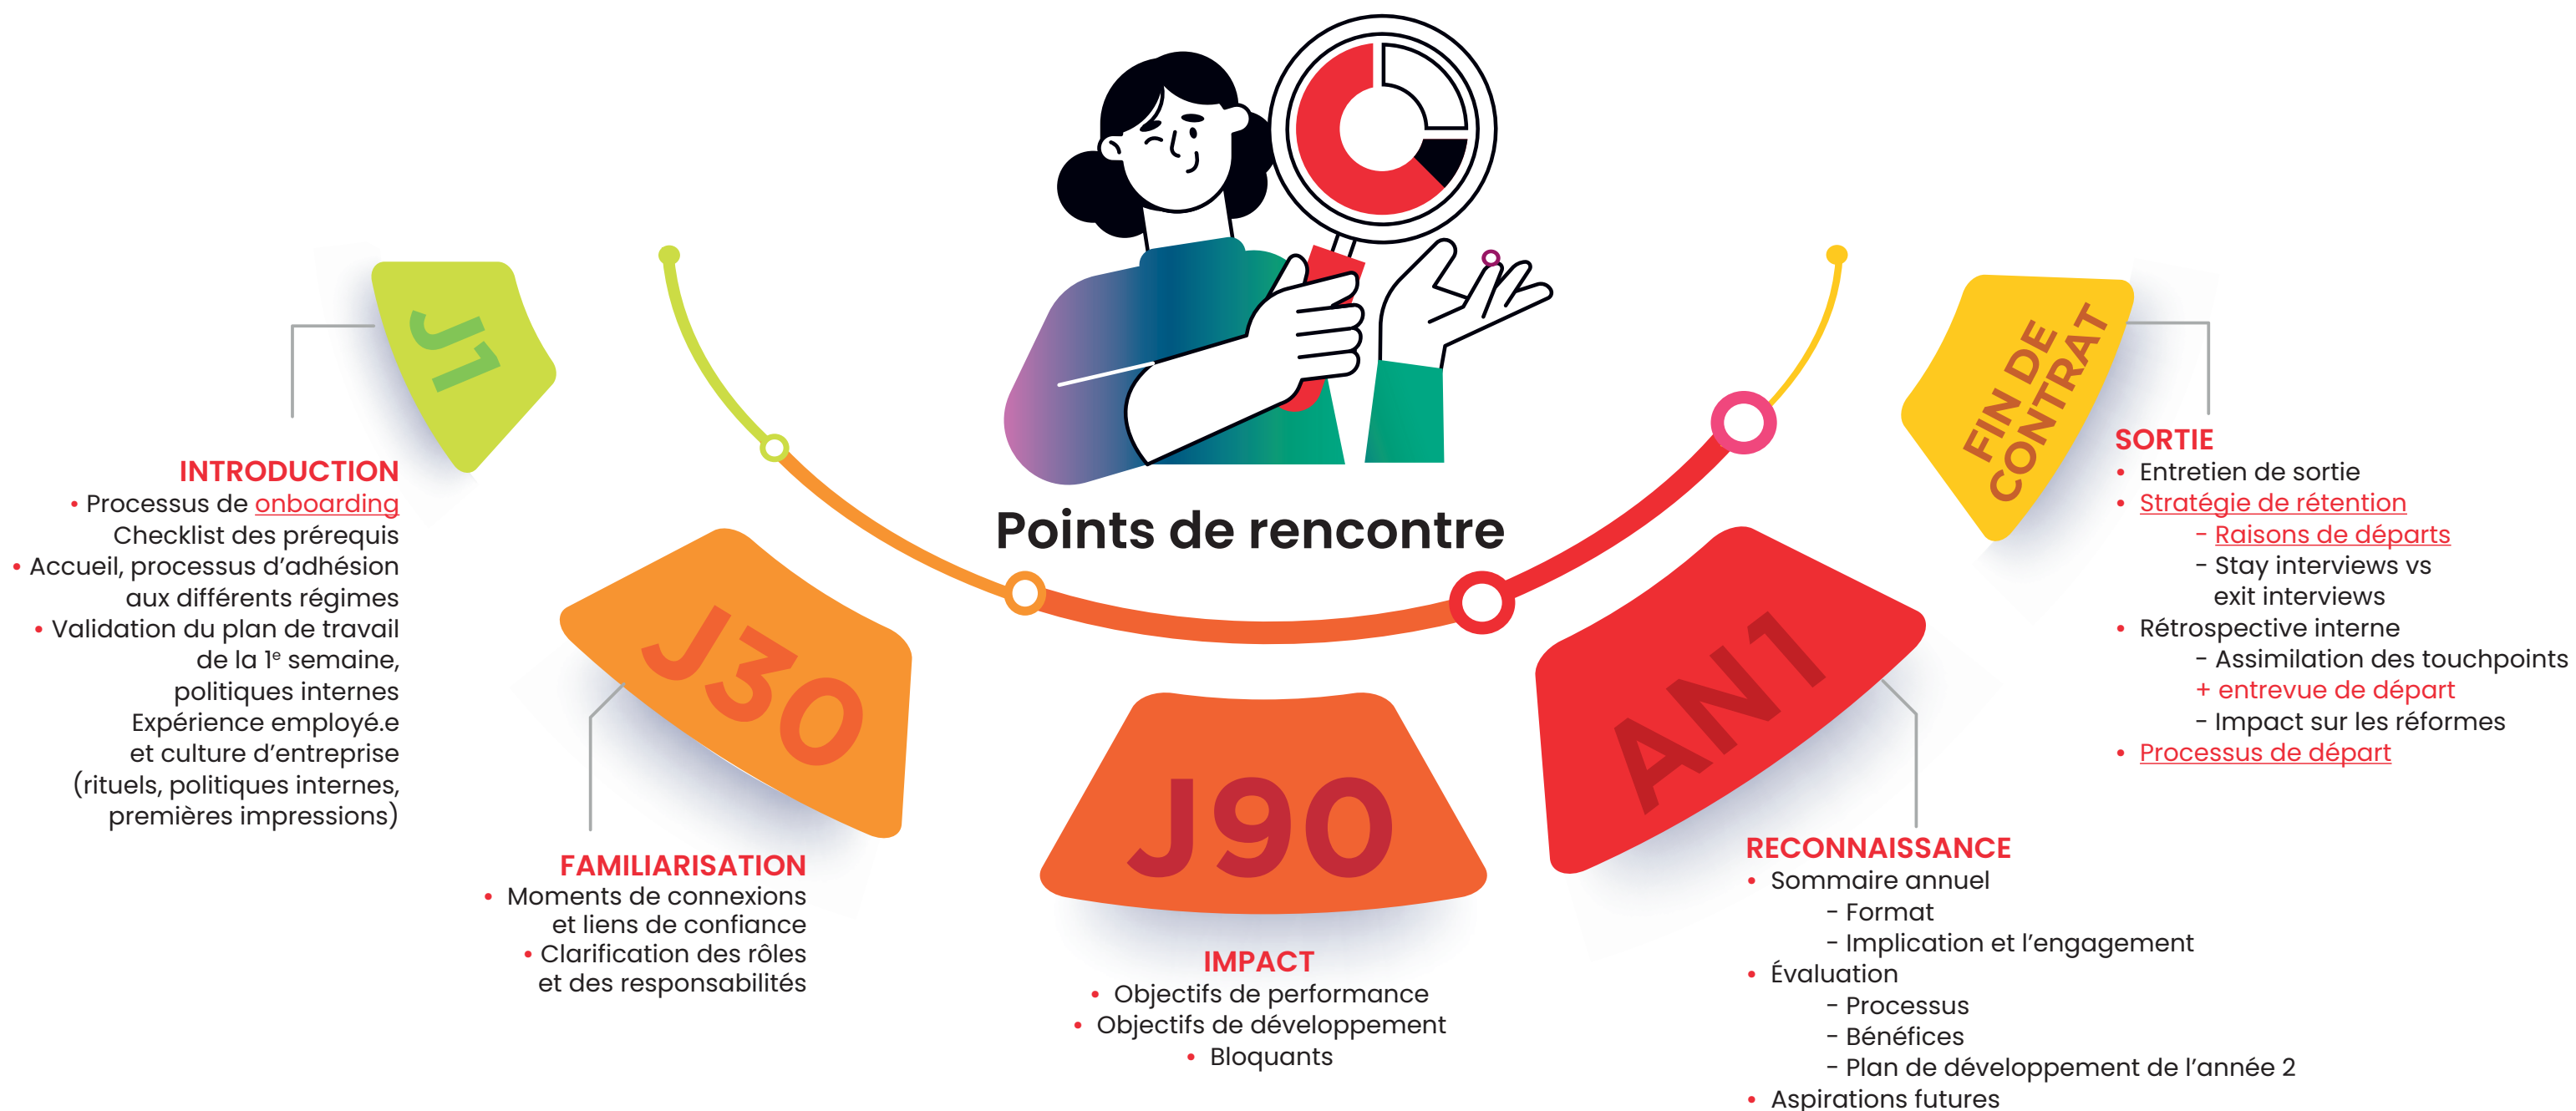 Points de rencontre
J1
INTRODUCTION
• Processus de onboarding
Checklist des prérequis
• Accueil, processus d'adhésion
aux différents régimes
• Validation du plan de travail
de la 1e semaine,
politiques internes
Expérience employé.e
et culture d'entreprise
(rituels, politiques internes,
premières impressions)
J30
FAMILIARISATION
• Moments de connexions
et liens de confiance
• Clarification des rôles
et des responsabilités
J90
IMPACT
• Objectifs de performance
• Objectifs de développement
• Bloquants
AN1
RECONNAISSANCE
• Sommaire annuel
- Format
- Implication et l'engagement
• Évaluation
- Processus
- Bénéfices
- Plan de développement de l'année 2
• Aspirations futures
FIN DE
CONTRAT
SORTIE
• Entretien de sortie
• Stratégie de rétention
- Raisons de départs
- Stay interviews vs
exit interviews
• Rétrospective interne
- Assimilation des touchpoints
+ entrevue de départ
- Impact sur les réformes
• Processus de départ